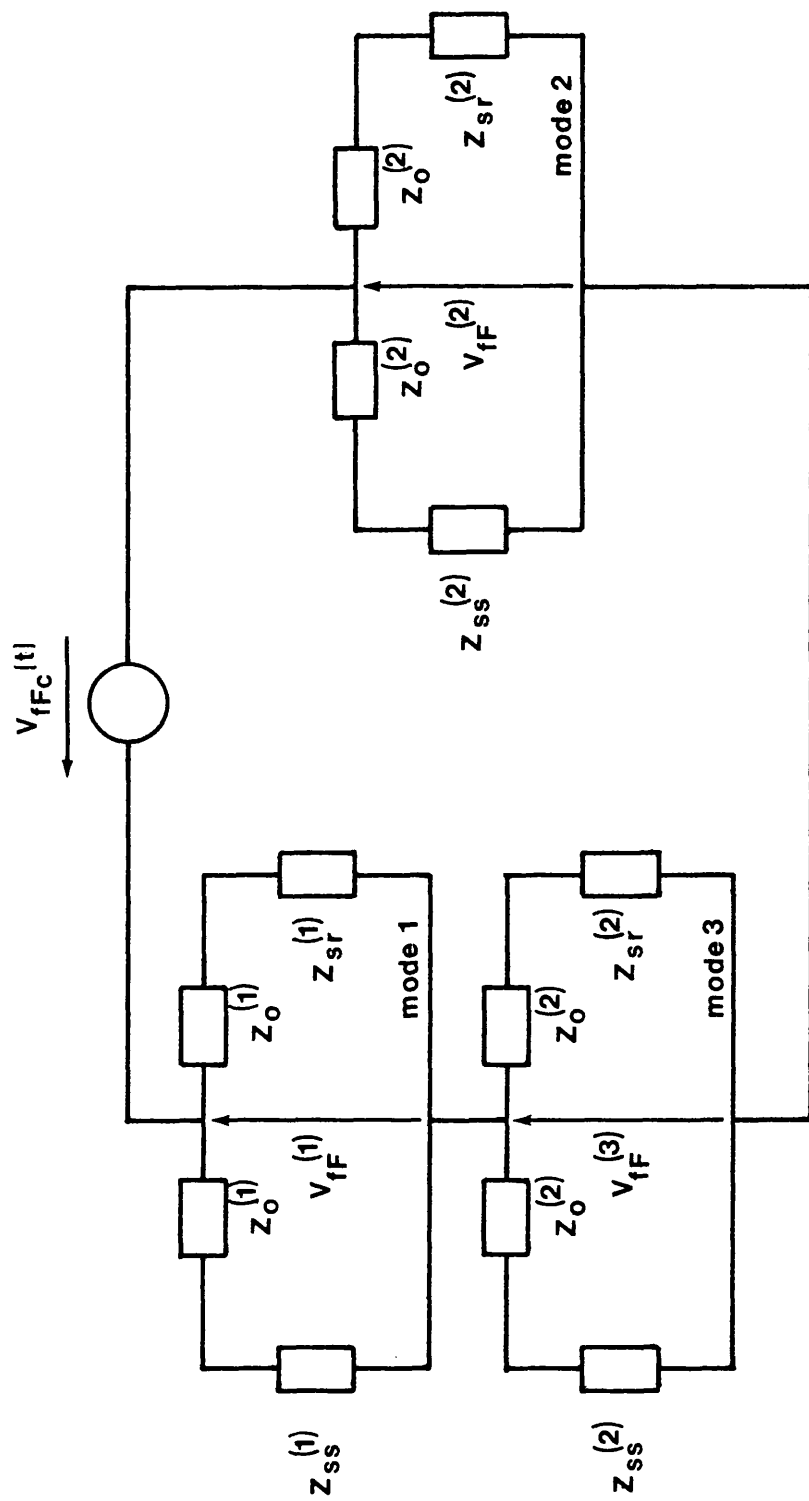 V_fFc(t)
Z_o^(1)
Z_o^(1)
Z_ss^(1)
V_fF^(1)
Z_sr^(1)
mode 1
Z_o^(2)
Z_o^(2)
Z_ss^(2)
V_fF^(3)
Z_sr^(2)
mode 3
Z_o^(2)
Z_o^(2)
Z_ss^(2)
V_fF^(2)
Z_sr^(2)
mode 2